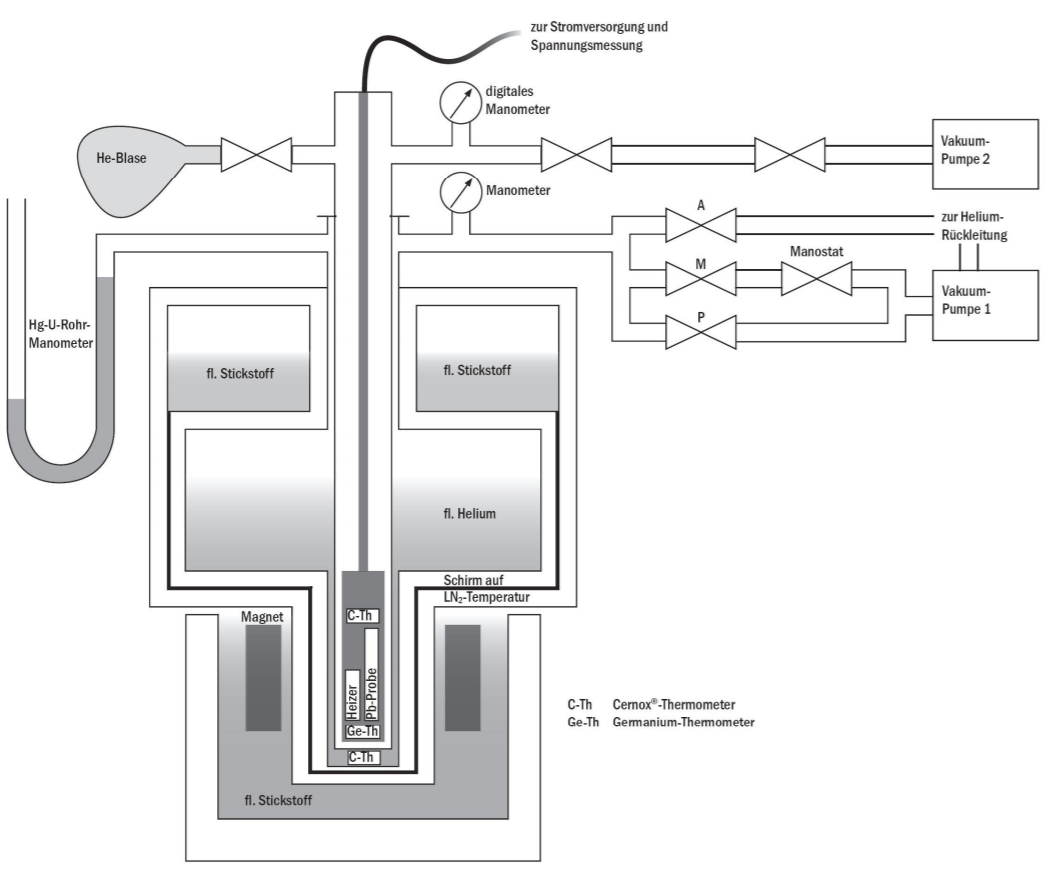 zur Stromversorgung und
Spannungsmessung
digitales
Manometer
He-Blase
Vakuum-
Pumpe 2
Manometer
A
zur Helium-
Rückleitung
M
Manostat
Vakuum-
Pumpe 1
P
Hg-U-Rohr-
Manometer
fl. Stickstoff
fl. Stickstoff
fl. Helium
Schirm auf
LN₂-Temperatur
Magnet
C-Th
Heizer
Pb-Probe
Ge-Th
C-Th
C-Th Cernox®-Thermometer
Ge-Th Germanium-Thermometer
fl. Stickstoff